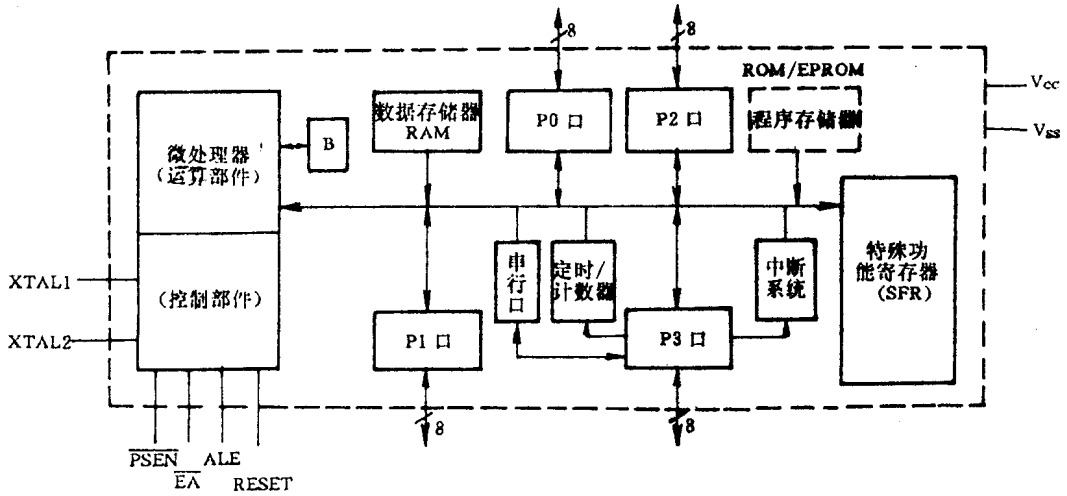 8
8
ROM/EPROM
Vcc
Vss
数据存储器
RAM
P0 口
P2 口
程序存储器
微处理器
(运算部件)
B
特殊功
能寄存器
(SFR)
串
行
口
定时/
计数器
中断
系统
XTAL1
(控制部件)
XTAL2
P1 口
P3 口
8
8
PSEN
EA
ALE
RESET